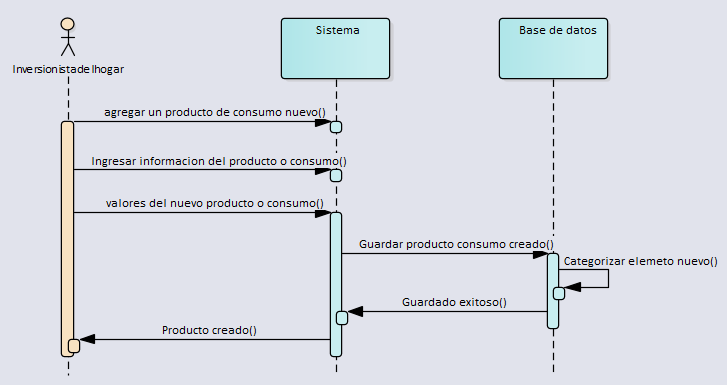 Sistema
Base de datos
Inversionistadelhogar
agregar un producto de consumo nuevo()
Ingresar informacion del producto o consumo()
valores del nuevo producto o consumo()
Guardar producto consumo creado()
Categorizar elemeto nuevo()
Guardado exitoso()
Producto creado()